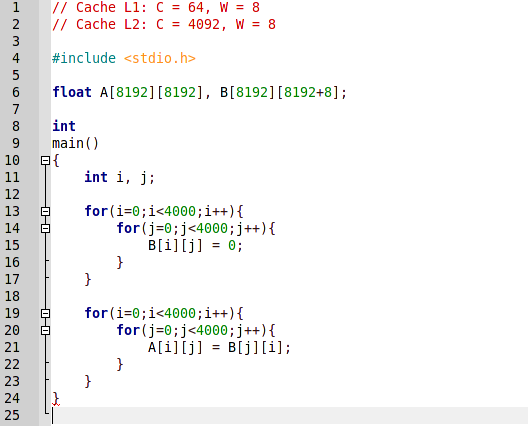 1 // Cache L1: C = 64, W = 8
2 // Cache L2: C = 4092, W = 8
3
4 #include <stdio.h>
5
6 float A[8192][8192], B[8192][8192+8];
7
8 int
9 main()
10 {
11 int i, j;
12
13 for(i=0;i<4000;i++){
14 for(j=0;j<4000;j++){
15 B[i][j] = 0;
16 }
17 }
18
19 for(i=0;i<4000;i++){
20 for(j=0;j<4000;j++){
21 A[i][j] = B[j][i];
22 }
23 }
24 }
25